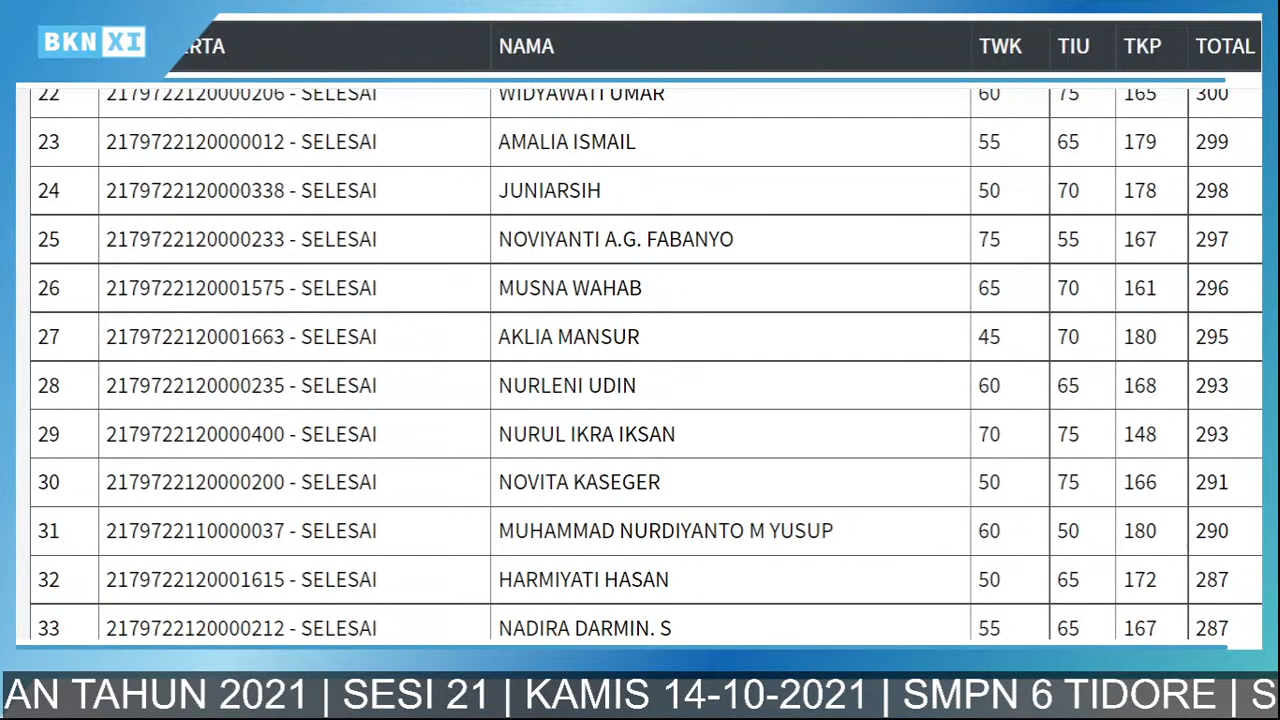 BKN XI
ERTA NAMA TWK TIU TKP TOTAL
22 2179722120000206 - SELESAI WIDYAWATI UMAR 60 75 165 300
23 2179722120000012 - SELESAI AMALIA ISMAIL 55 65 179 299
24 2179722120000338 - SELESAI JUNIARSIH 50 70 178 298
25 2179722120000233 - SELESAI NOVIYANTI A.G. FABANYO 75 55 167 297
26 2179722120001575 - SELESAI MUSNA WAHAB 65 70 161 296
27 2179722120001663 - SELESAI AKLIA MANSUR 45 70 180 295
28 2179722120000235 - SELESAI NURLENI UDIN 60 65 168 293
29 2179722120000400 - SELESAI NURUL IKRA IKSAN 70 75 148 293
30 2179722120000200 - SELESAI NOVITA KASEGER 50 75 166 291
31 2179722110000037 - SELESAI MUHAMMAD NURDIYANTO M YUSUP 60 50 180 290
32 2179722120001615 - SELESAI HARMIYATI HASAN 50 65 172 287
33 2179722120000212 - SELESAI NADIRA DARMIN. S 55 65 167 287
AN TAHUN 2021 | SESI 21 | KAMIS 14-10-2021 | SMPN 6 TIDORE | S